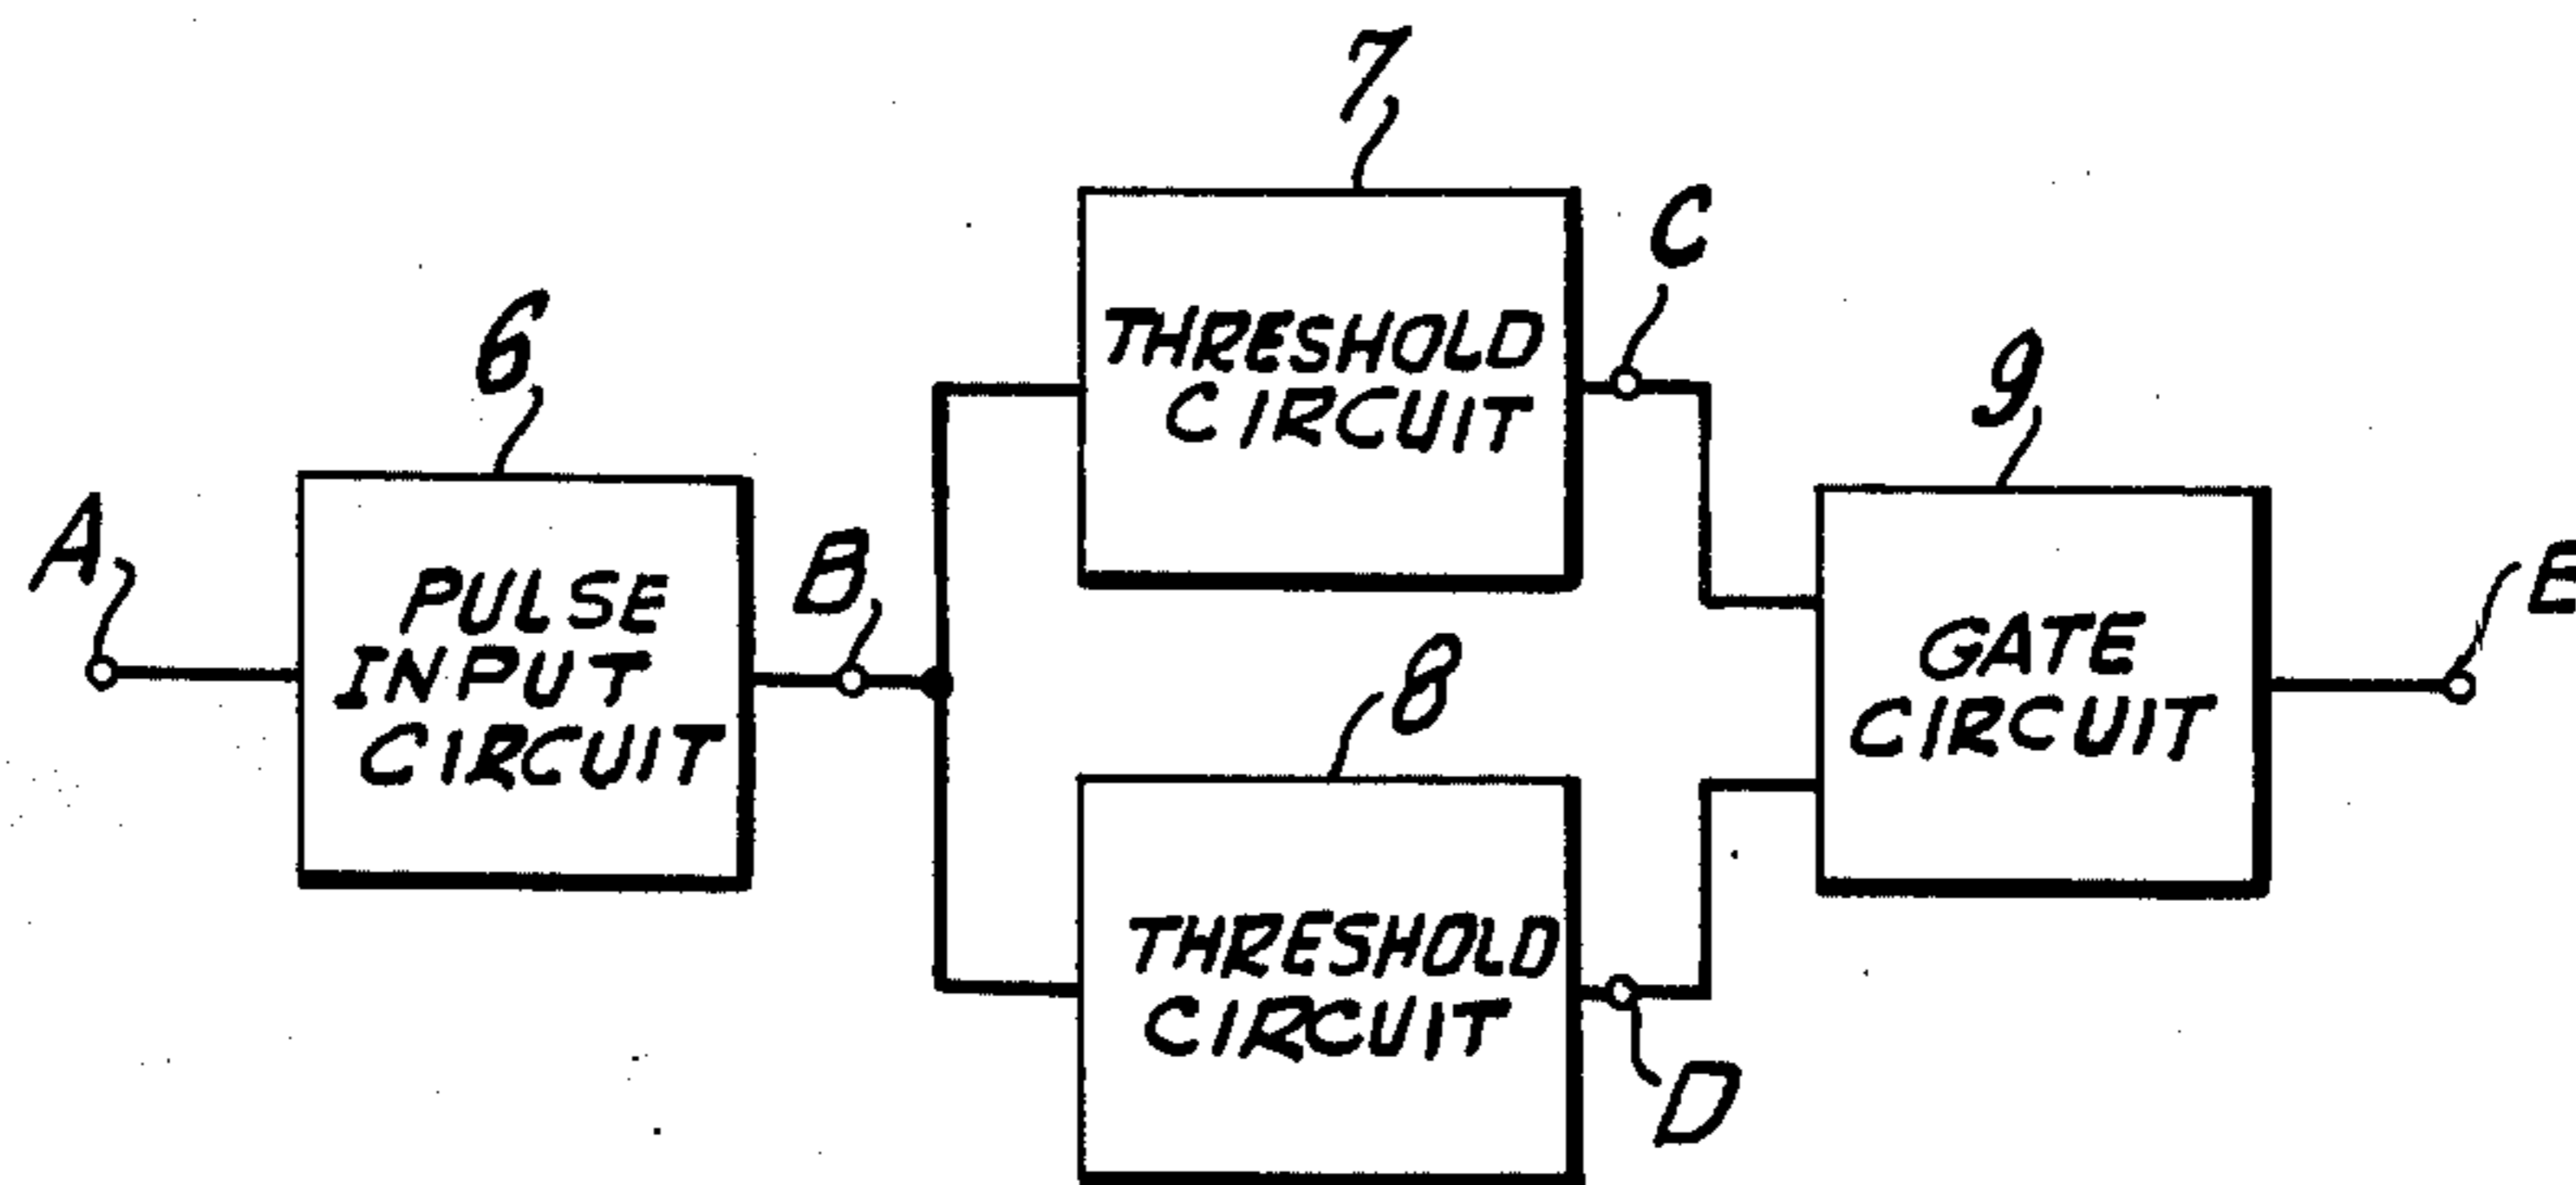 7
C
THRESHOLD
CIRCUIT
6
9
A
PULSE
INPUT
CIRCUIT
B
8
GATE
CIRCUIT
E
THRESHOLD
CIRCUIT
D